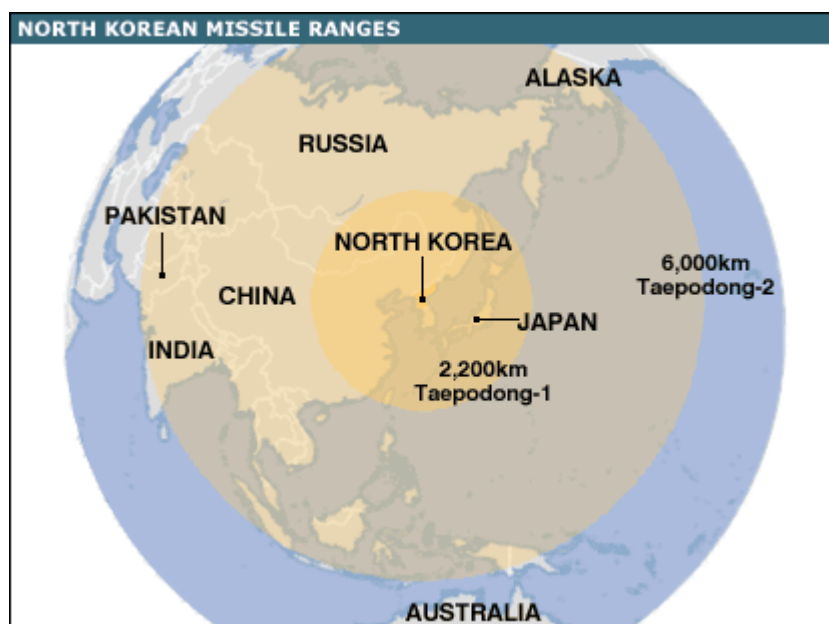 NORTH KOREAN MISSILE RANGES
ALASKA
RUSSIA
PAKISTAN
NORTH KOREA
6,000km
Taepodong-2
CHINA
JAPAN
INDIA
2,200km
Taepodong-1
AUSTRALIA